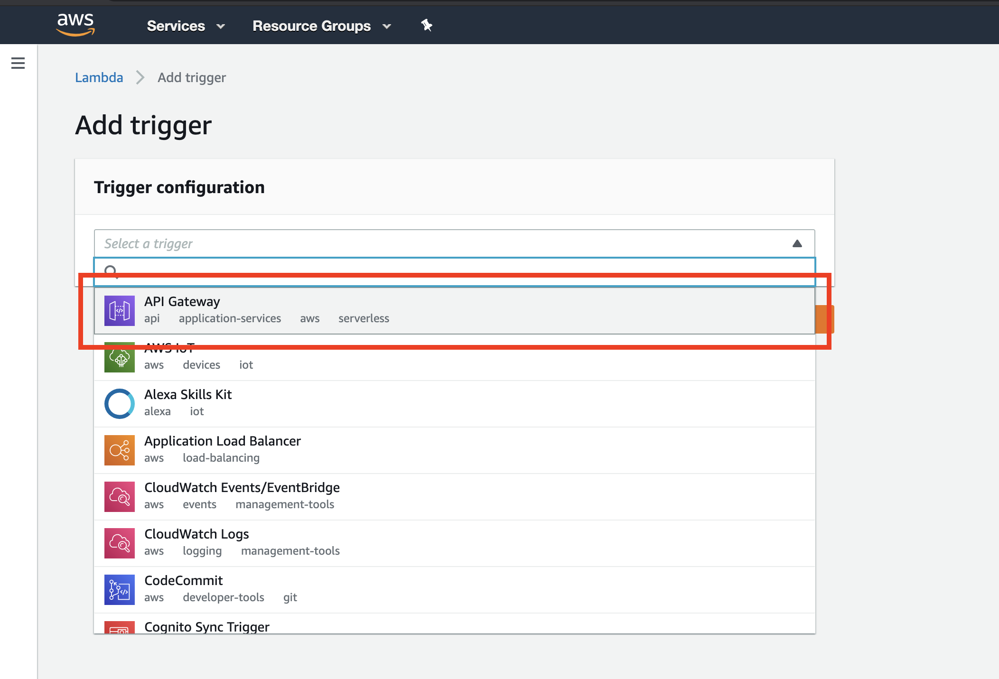 aws
Services Resource Groups
Lambda Add trigger
Add trigger
Trigger configuration
Select a trigger
API Gateway
api application-services aws serverless
AWS IoT
aws devices iot
Alexa Skills Kit
alexa iot
Application Load Balancer
aws load-balancing
CloudWatch Events/EventBridge
aws events management-tools
CloudWatch Logs
aws logging management-tools
CodeCommit
aws developer-tools git
Cognito Sync Trigger